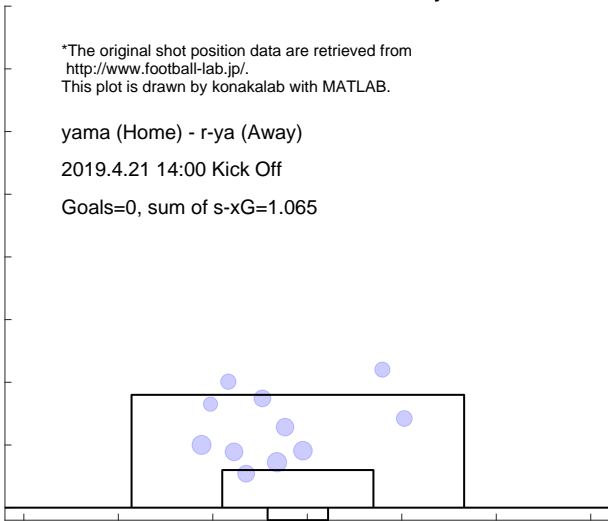 *The original shot position data are retrieved from
http://www.football-lab.jp/.
This plot is drawn by konakalab with MATLAB.
yama (Home) - r-ya (Away)
2019.4.21 14:00 Kick Off
Goals=0, sum of s-xG=1.065